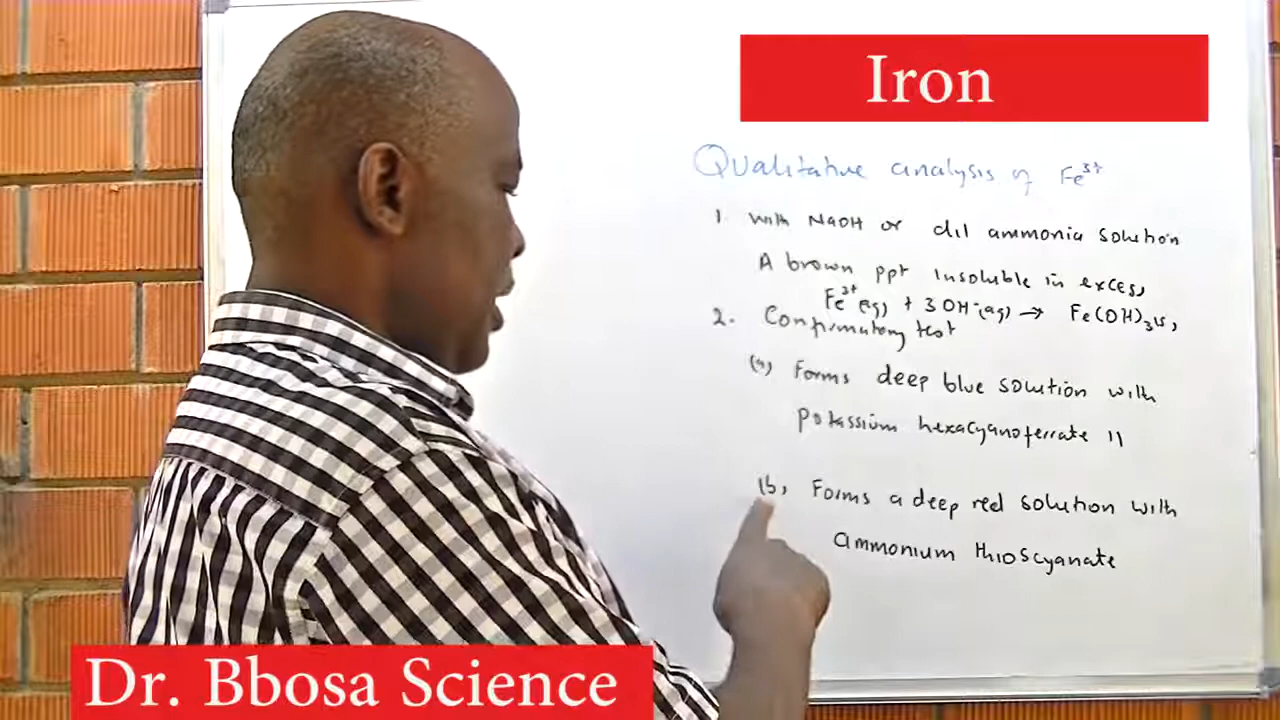 Iron
Qualitative analysis of Fe³⁺
1. with NaOH or dil ammonia solution
A brown ppt insoluble in excess
Fe³⁺(aq) + 3OH⁻(aq) → Fe(OH)₃(s)
2. Confirmatory test
(a) Forms deep blue solution with
potassium hexacyanoferrate II
(b) Forms a deep red solution with
ammonium thioscyanate
Dr. Bbosa Science